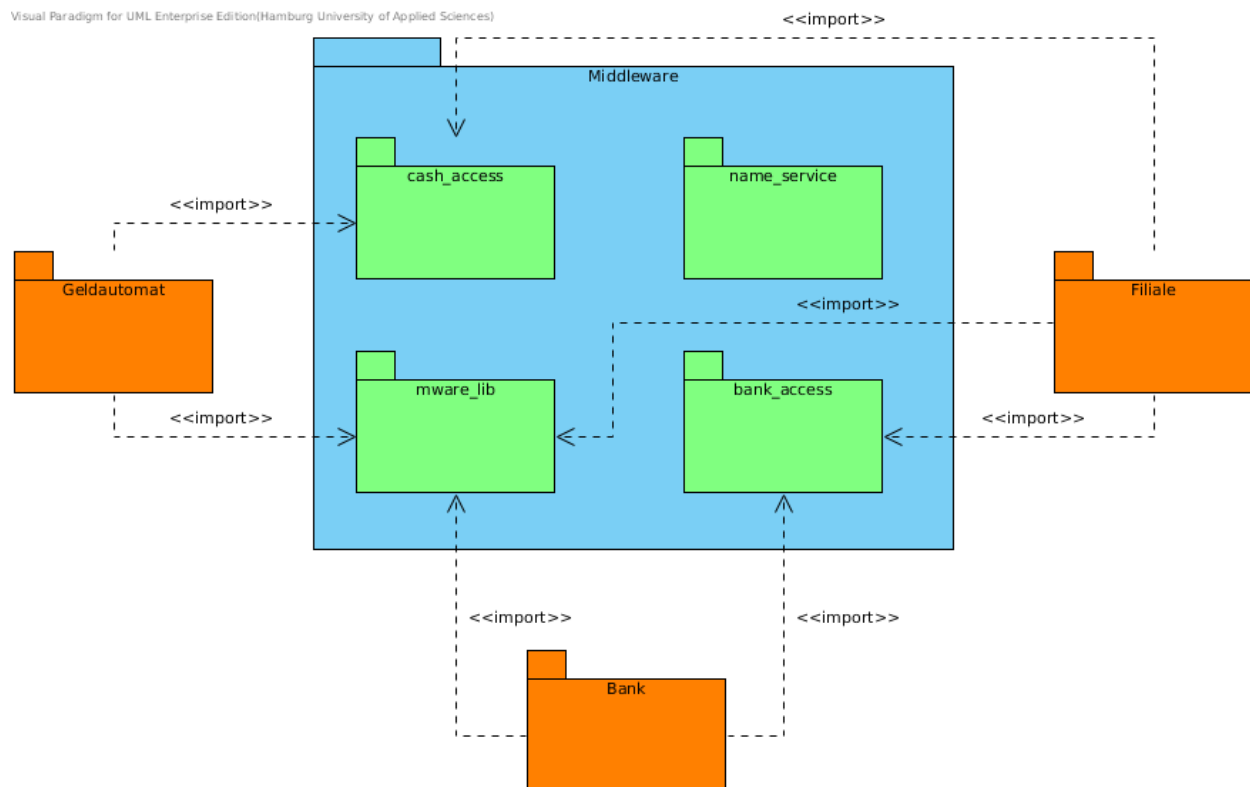 Visual Paradigm for UML Enterprise Edition(Hamburg University of Applied Sciences)
<<import>>
Middleware
cash_access
name_service
<<import>>
Geldautomat
Filiale
<<import>>
mware_lib
bank_access
<<import>>
<<import>>
<<import>>
<<import>>
Bank